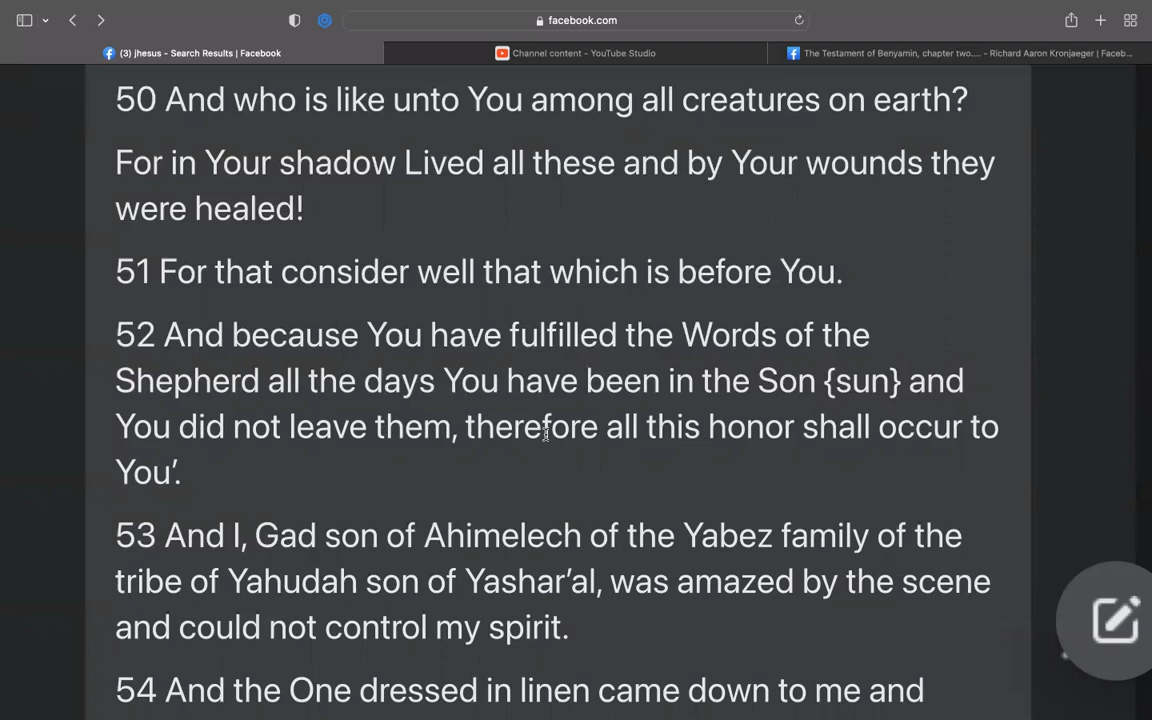 facebook.com
(3) jhesus - Search Results | Facebook
Channel content - YouTube Studio
The Testament of Benyamin, chapter two.... - Richard Aaron Kronjaeger | Faceb...
50 And who is like unto You among all creatures on earth?
For in Your shadow Lived all these and by Your wounds they
were healed!
51 For that consider well that which is before You.
52 And because You have fulfilled the Words of the
Shepherd all the days You have been in the Son {sun} and
You did not leave them, therefore all this honor shall occur to
You’.
53 And I, Gad son of Ahimelech of the Yabez family of the
tribe of Yahudah son of Yashar’al, was amazed by the scene
and could not control my spirit.
54 And the One dressed in linen came down to me and